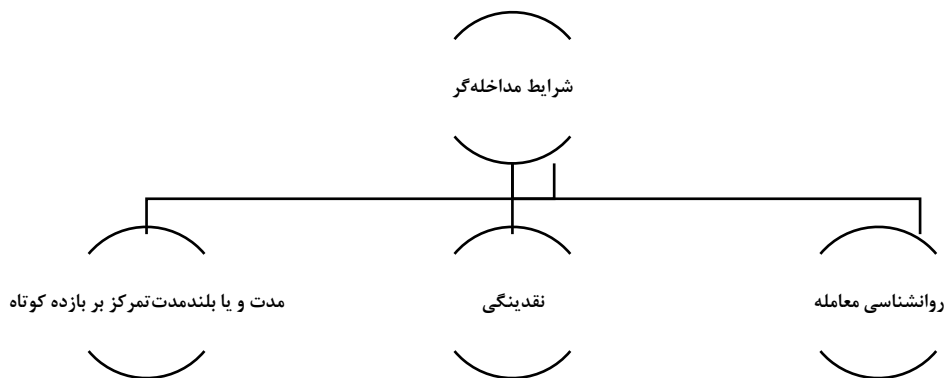 شرایط مداخله‌گر
روانشناسی معامله
نقدینگی
مدت و یا بلندمدت‌تمرکز بر بازده کوتاه